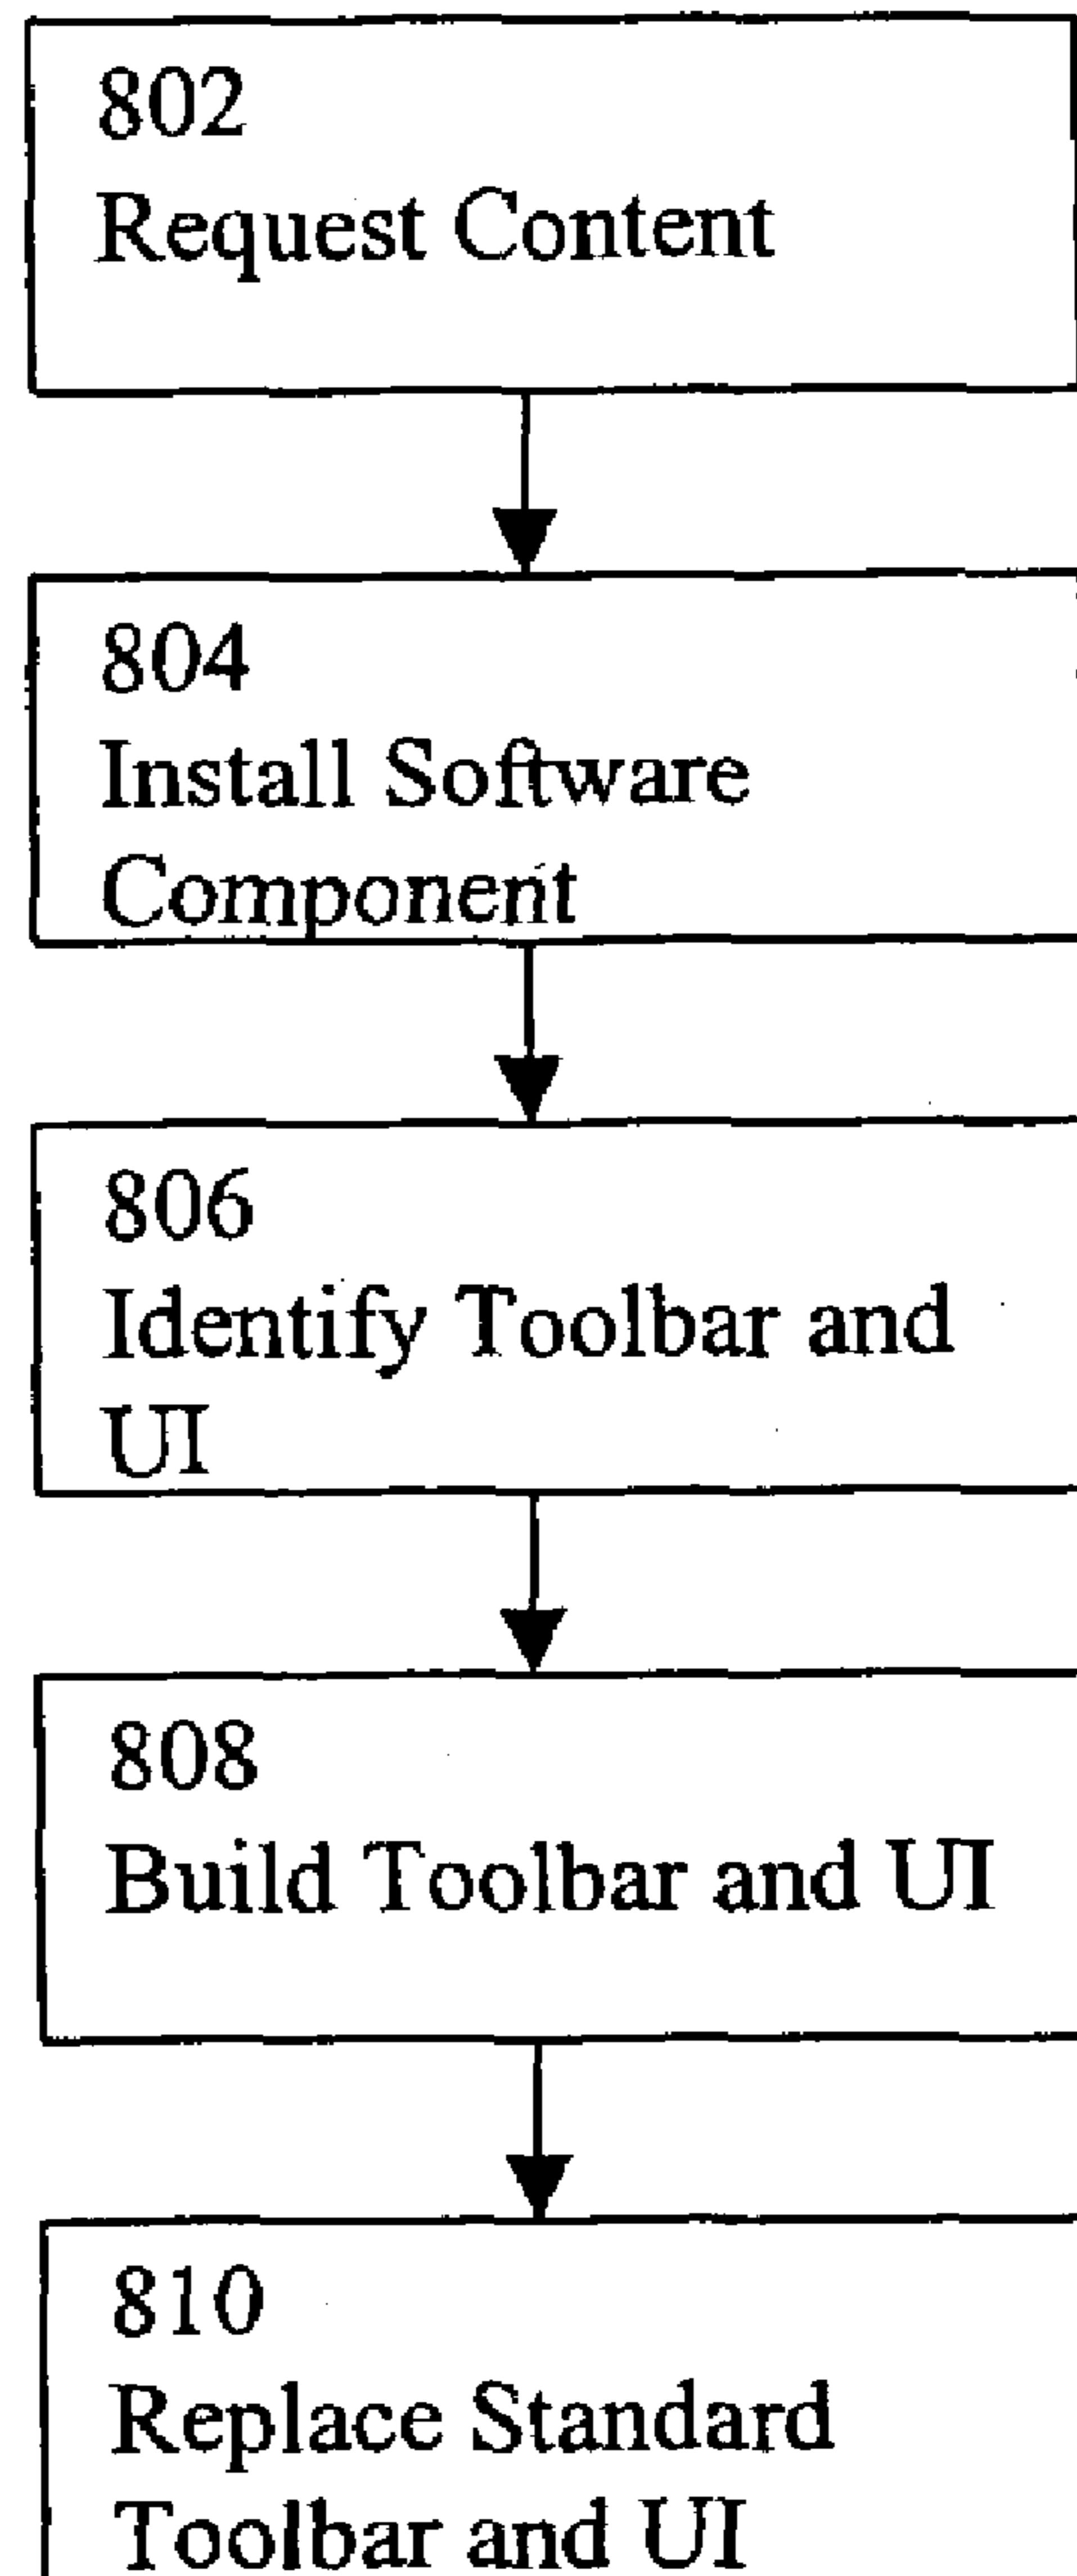 802
Request Content
804
Install Software
Component
806
Identify Toolbar and
UI
808
Build Toolbar and UI
810
Replace Standard
Toolbar and UI